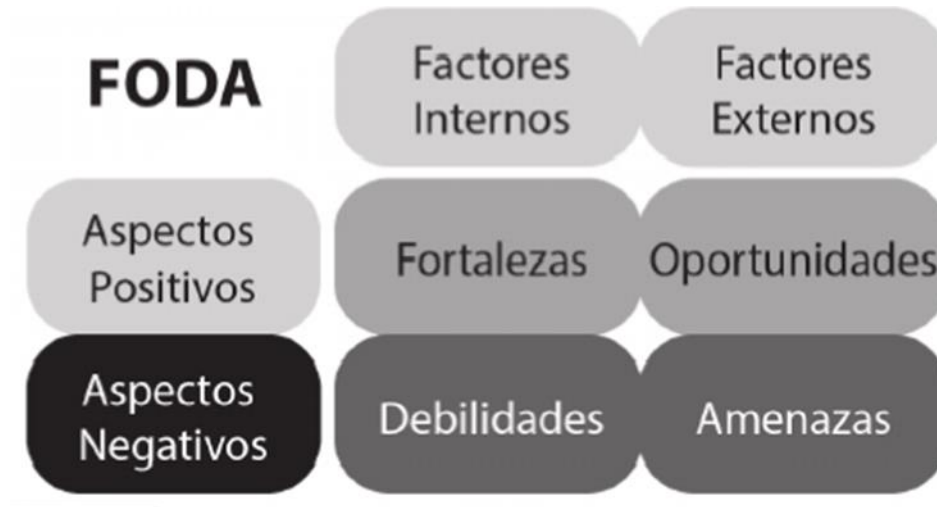 FODA
Factores
Internos
Factores
Externos
Aspectos
Positivos
Fortalezas
Oportunidades
Aspectos
Negativos
Debilidades
Amenazas